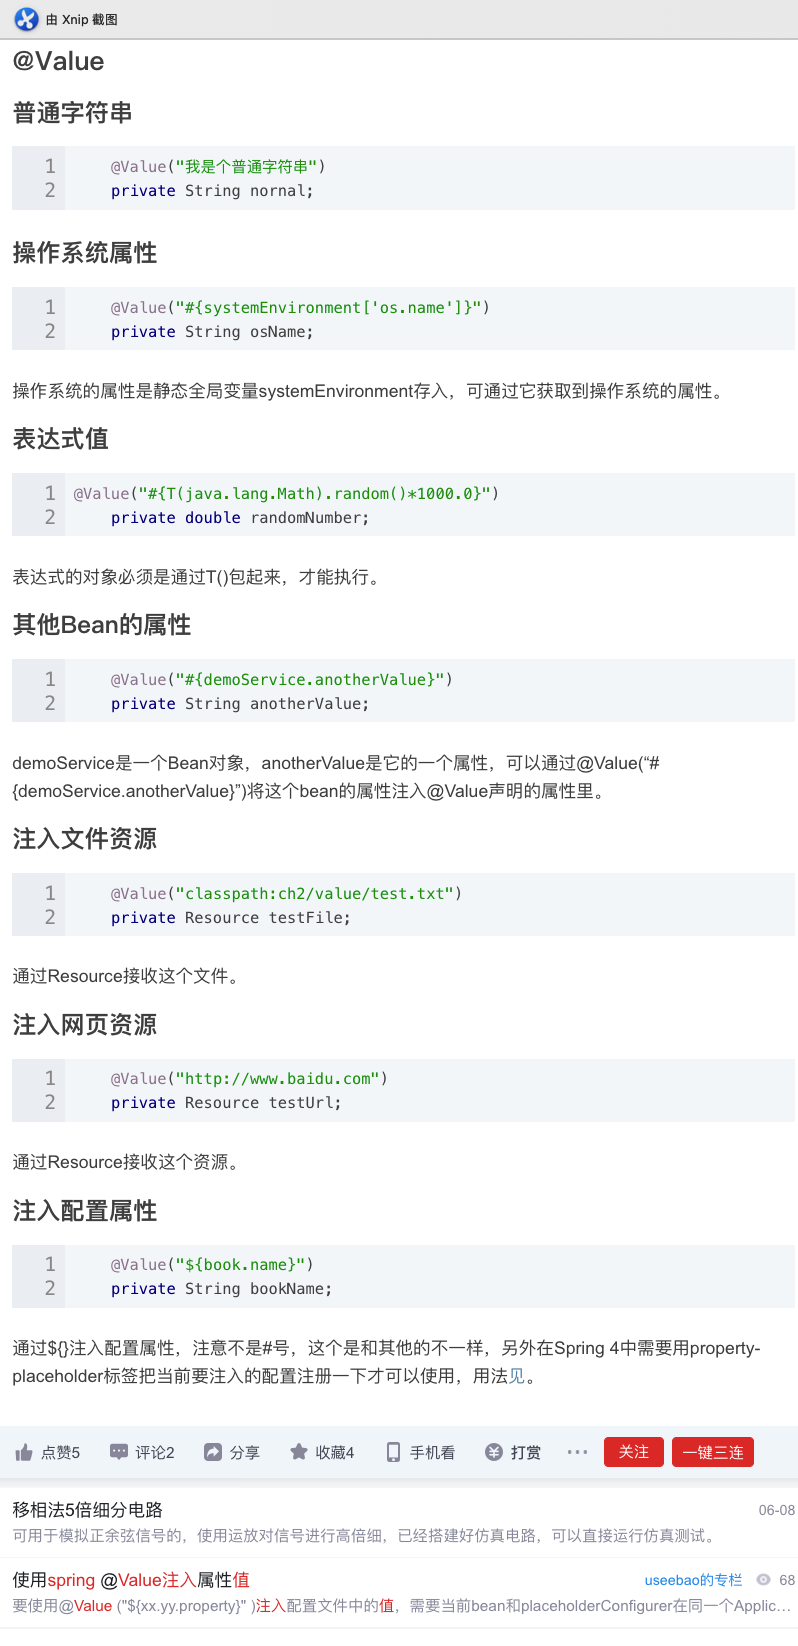 由 Xnip 截图
@Value
普通字符串
1 @Value("我是个普通字符串")
2 private String nornal;
操作系统属性
1 @Value("#{systemEnvironment['os.name']}")
2 private String osName;
操作系统的属性是静态全局变量systemEnvironment存入，可通过它获取到操作系统的属性。
表达式值
1 @Value("#{T(java.lang.Math).random()*1000.0}")
2 private double randomNumber;
表达式的对象必须是通过T()包起来，才能执行。
其他Bean的属性
1 @Value("#{demoService.anotherValue}")
2 private String anotherValue;
demoService是一个Bean对象，anotherValue是它的一个属性，可以通过@Value(“#
{demoService.anotherValue}”)将这个bean的属性注入@Value声明的属性里。
注入文件资源
1 @Value("classpath:ch2/value/test.txt")
2 private Resource testFile;
通过Resource接收这个文件。
注入网页资源
1 @Value("http://www.baidu.com")
2 private Resource testUrl;
通过Resource接收这个资源。
注入配置属性
1 @Value("${book.name}")
2 private String bookName;
通过${}注入配置属性，注意不是#号，这个是和其他的不一样，另外在Spring 4中需要用property-
placeholder标签把当前要注入的配置注册一下才可以使用，用法见。
点赞5 评论2 分享 收藏4 手机看 打赏 ··· 关注 一键三连
移相法5倍细分电路 06-08
可用于模拟正余弦信号的，使用运放对信号进行高倍细，已经搭建好仿真电路，可以直接运行仿真测试。
使用spring @Value注入属性值 useebao的专栏 68
要使用@Value ("${xx.yy.property}" )注入配置文件中的值，需要当前bean和placeholderConfigurer在同一个Applic...